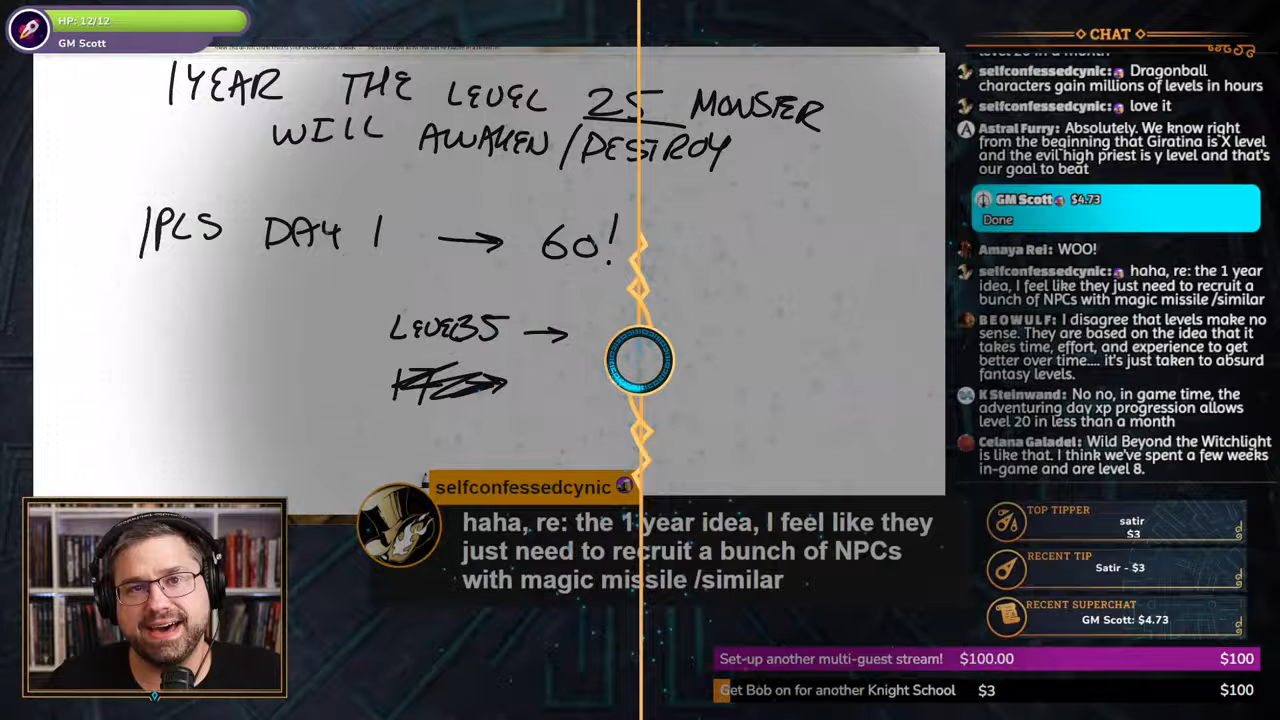 HP: 12/12
GM Scott
1 YEAR THE LEVEL 25 MONSTER
WILL AWAKEN / DESTROY
1 PCS DAY 1 → 60!
LEVEL 35 →
selfconfessedcynic
haha, re: the 1 year idea, I feel like they
just need to recruit a bunch of NPCs
with magic missile /similar
CHAT
selfconfessedcynic: Dragonball
characters gain millions of levels in hours
selfconfessedcynic: love it
Astral Furry: Absolutely. We know right
from the beginning that Giratina is X level
and the evil high priest is y level and that's
our goal to beat
GM Scott $4.73
Done
Amaya Rei: WOO!
selfconfessedcynic: haha, re: the 1 year
idea, I feel like they just need to recruit a
bunch of NPCs with magic missile /similar
BEOWULF: I disagree that levels make no
sense. They are based on the idea that it
takes time, effort, and experience to get
better over time.... it's just taken to absurd
fantasy levels.
K Steinwand: No no, in game time, the
adventuring day xp progression allows
level 20 in less than a month
Celana Galadel: Wild Beyond the Witchlight
is like that. I think we've spent a few weeks
in-game and are level 8.
TOP TIPPER
satir
$3
RECENT TIP
Satir - $3
RECENT SUPERCHAT
GM Scott: $4.73
Set-up another multi-guest stream! $100.00 $100
Get Bob on for another Knight School $3 $100